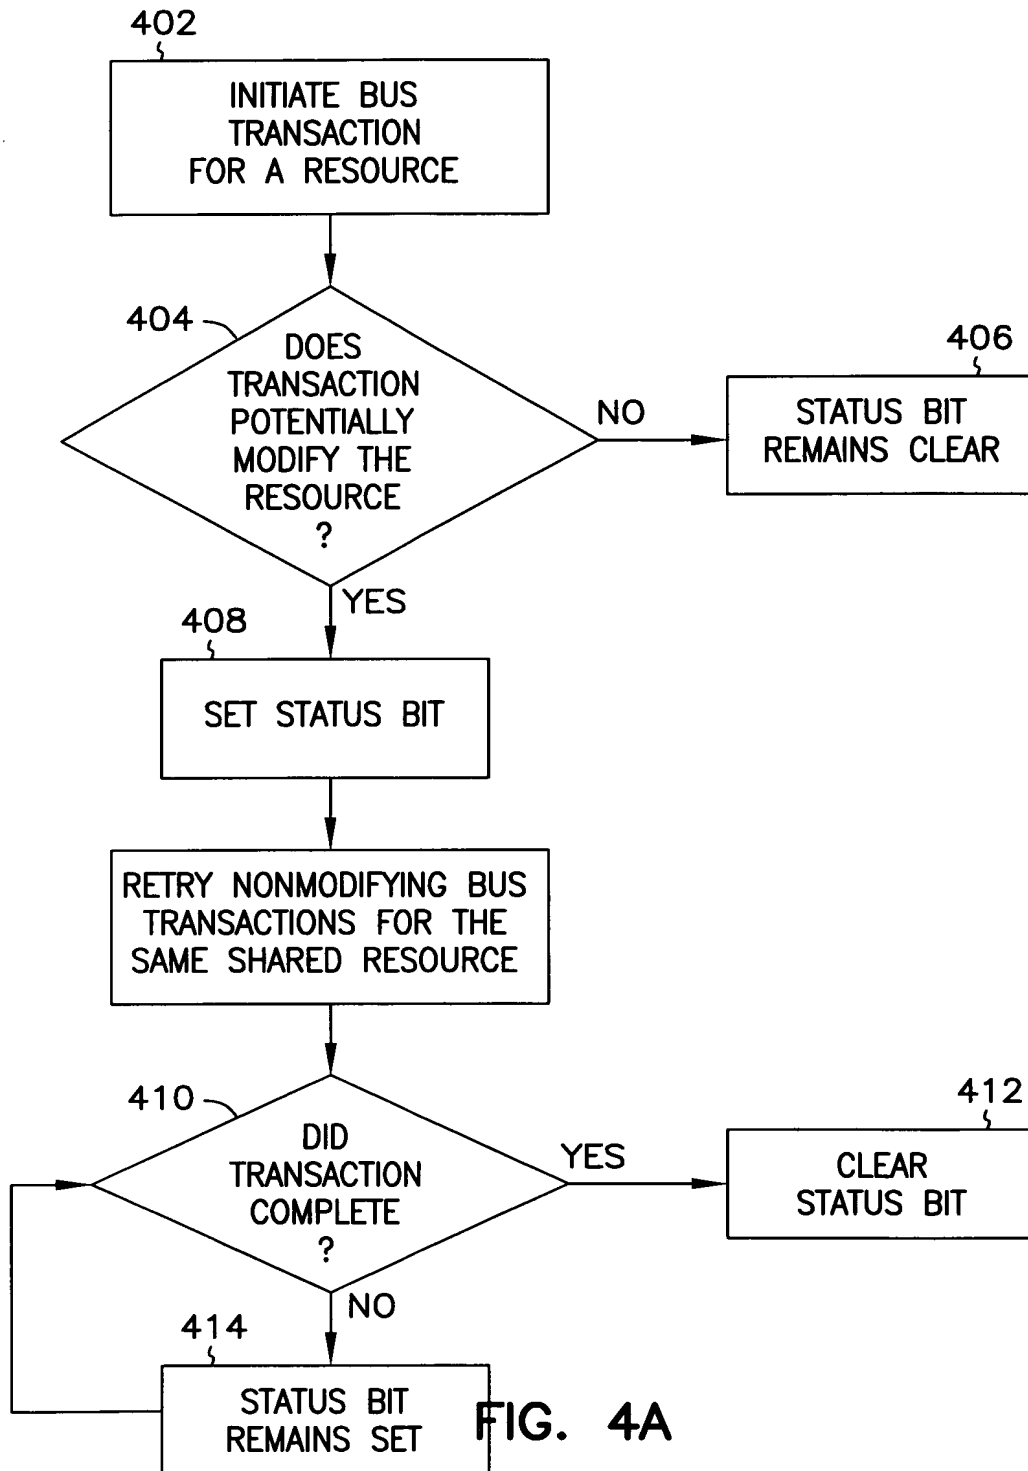 402
INITIATE BUS
TRANSACTION
FOR A RESOURCE
404
DOES
TRANSACTION
POTENTIALLY
MODIFY THE
RESOURCE
?
NO
406
STATUS BIT
REMAINS CLEAR
YES
408
SET STATUS BIT
RETRY NONMODIFYING BUS
TRANSACTIONS FOR THE
SAME SHARED RESOURCE
410
DID
TRANSACTION
COMPLETE
?
YES
412
CLEAR
STATUS BIT
NO
414
STATUS BIT
REMAINS SET
FIG. 4A